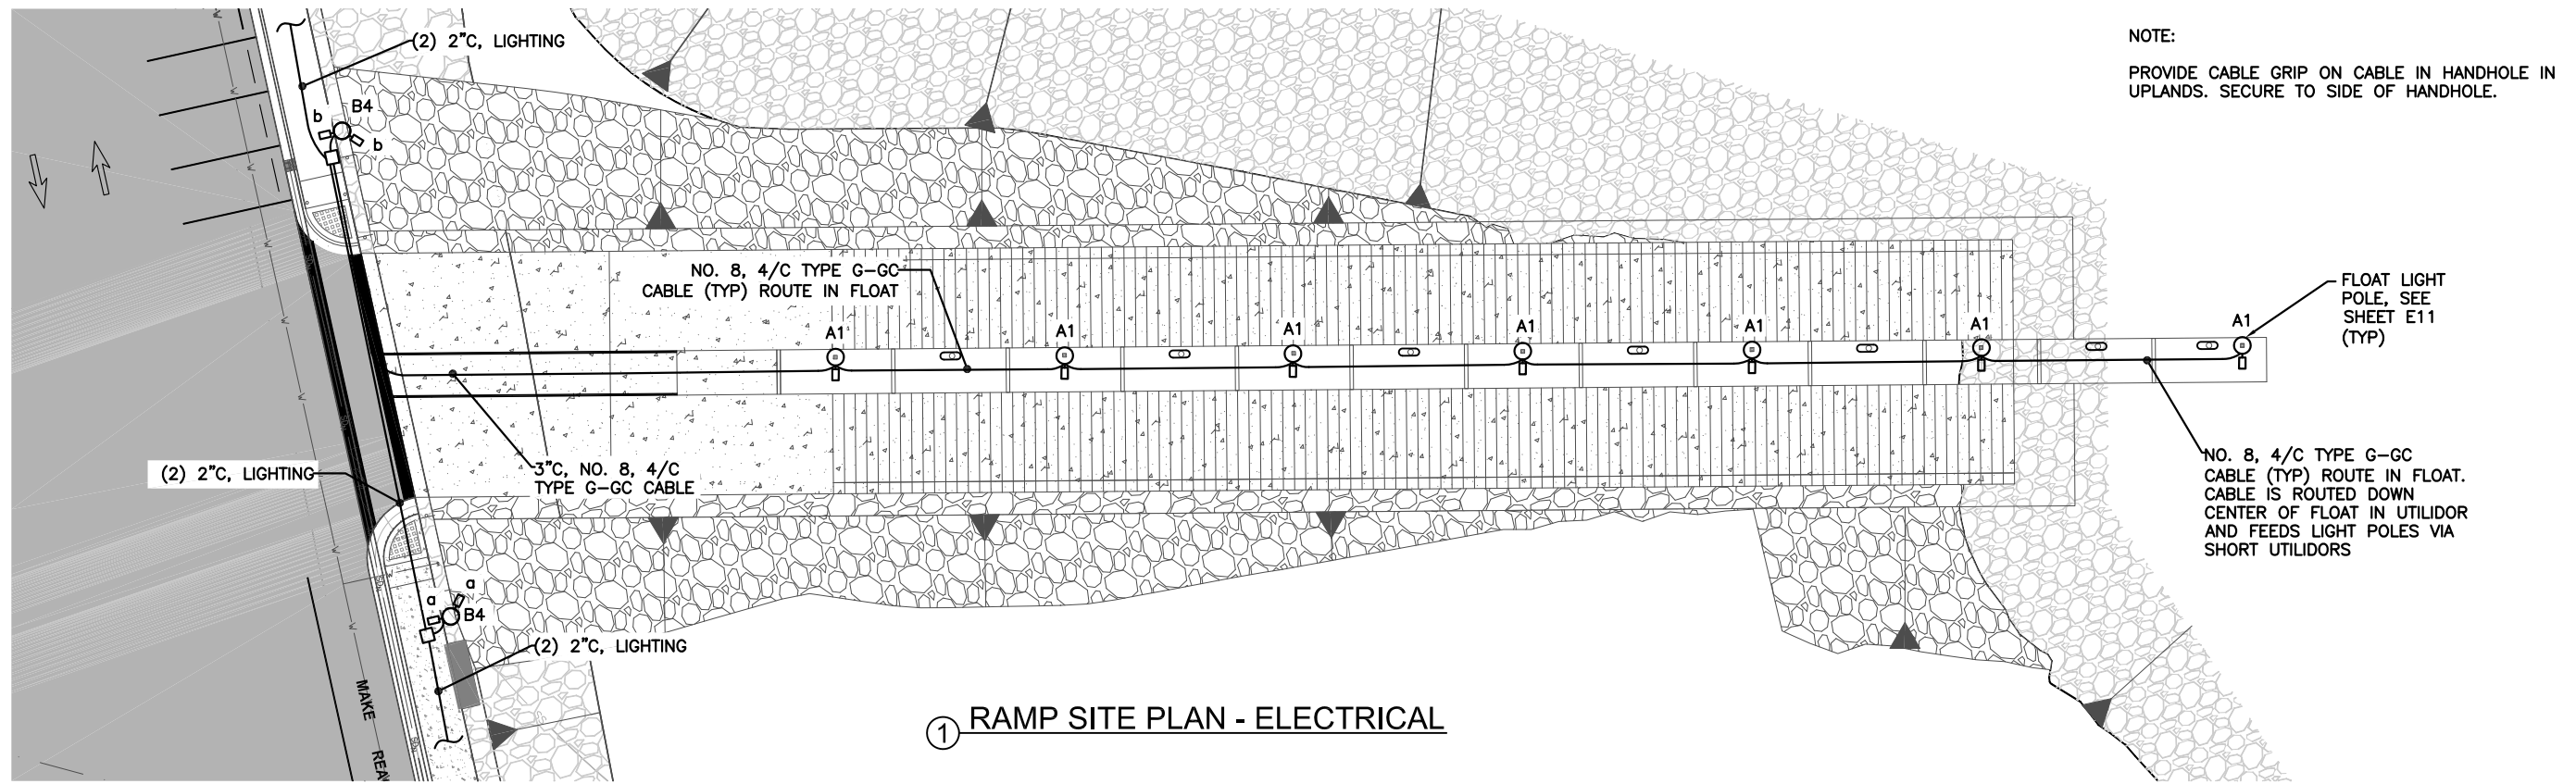 NOTE:
PROVIDE CABLE GRIP ON CABLE IN HANDHOLE IN
UPLANDS. SECURE TO SIDE OF HANDHOLE.
(2) 2"C, LIGHTING
b
B4
b
NO. 8, 4/C TYPE G-GC
CABLE (TYP) ROUTE IN FLOAT
A1
A1
A1
A1
A1
A1
A1
FLOAT LIGHT
POLE, SEE
SHEET E11
(TYP)
(2) 2"C, LIGHTING
3"C, NO. 8, 4/C
TYPE G-GC CABLE
NO. 8, 4/C TYPE G-GC
CABLE (TYP) ROUTE IN FLOAT.
CABLE IS ROUTED DOWN
CENTER OF FLOAT IN UTILIDOR
AND FEEDS LIGHT POLES VIA
SHORT UTILIDORS
a
a
B4
(2) 2"C, LIGHTING
MAKE
1 RAMP SITE PLAN - ELECTRICAL